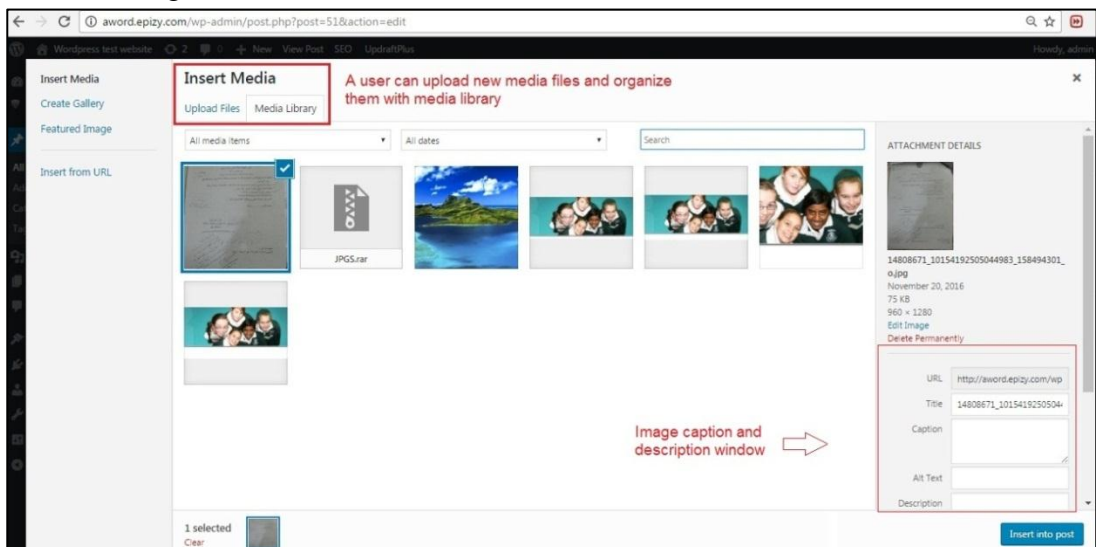 aword.epizy.com/wp-admin/post.php?post=51&action=edit
Wordpress test website 2 0 + New View Post SEO UpdraftPlus Howdy, admin
Insert Media
Create Gallery
Featured Image
Insert from URL
Insert Media
Upload Files Media Library
A user can upload new media files and organize
them with media library
×
All media items
All dates
Search
JPGS.rar
ATTACHMENT DETAILS
14808671_10154192505044983_158494301_
o.jpg
November 20, 2016
75 KB
960 × 1280
Edit Image
Delete Permanently
URL http://aword.epizy.com/wp
Title 14808671_1015419250504
Caption
Alt Text
Description
Image caption and
description window
1 selected
Clear
Insert into post